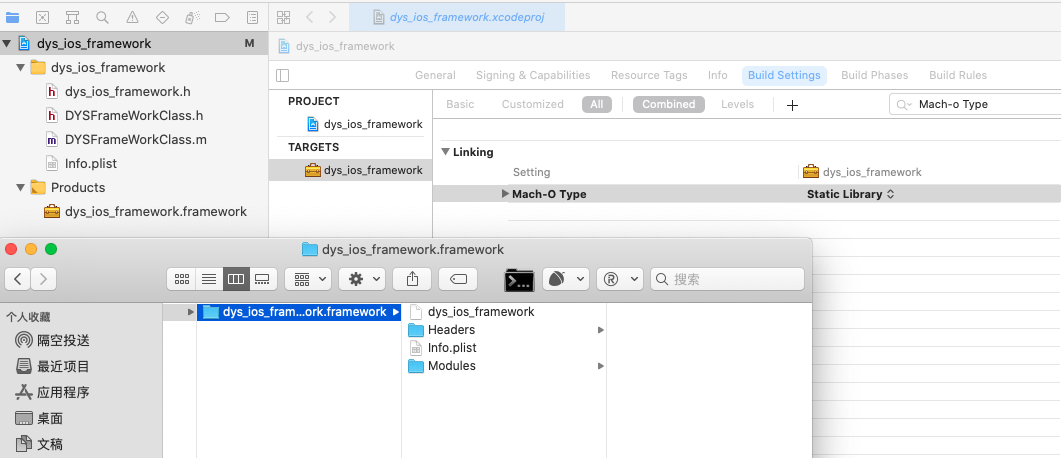 dys_ios_framework.xcodeproj
dys_ios_framework M
dys_ios_framework
dys_ios_framework.h
DYSFrameWorkClass.h
DYSFrameWorkClass.m
Info.plist
Products
dys_ios_framework.framework
dys_ios_framework
General Signing & Capabilities Resource Tags Info Build Settings Build Phases Build Rules
PROJECT
dys_ios_framework
TARGETS
dys_ios_framework
Basic Customized All Combined Levels + Mach-o Type
Linking
Setting dys_ios_framework
Mach-O Type Static Library
dys_ios_framework.framework
搜索
个人收藏
隔空投送
最近项目
应用程序
桌面
文稿
dys_ios_fram...ork.framework
dys_ios_framework
Headers
Info.plist
Modules